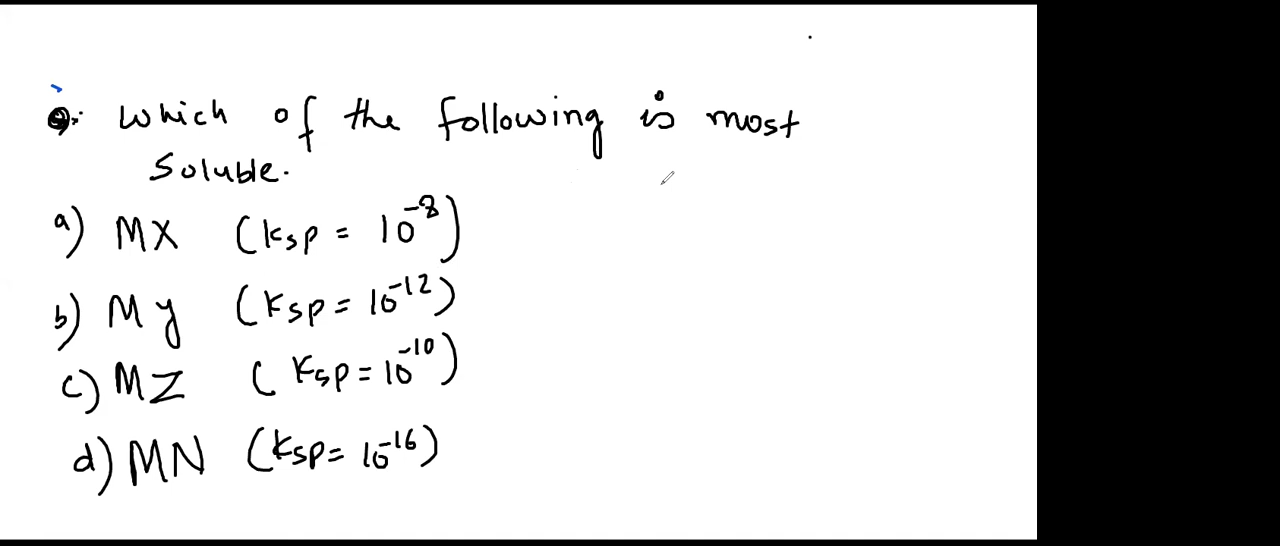 Q:- Which of the following is most
soluble.
a) MX (Ksp = 10⁻⁸)
b) My (Ksp = 10⁻¹²)
c) MZ ( Ksp = 10⁻¹⁰)
d) MN (Ksp = 10⁻¹⁶)